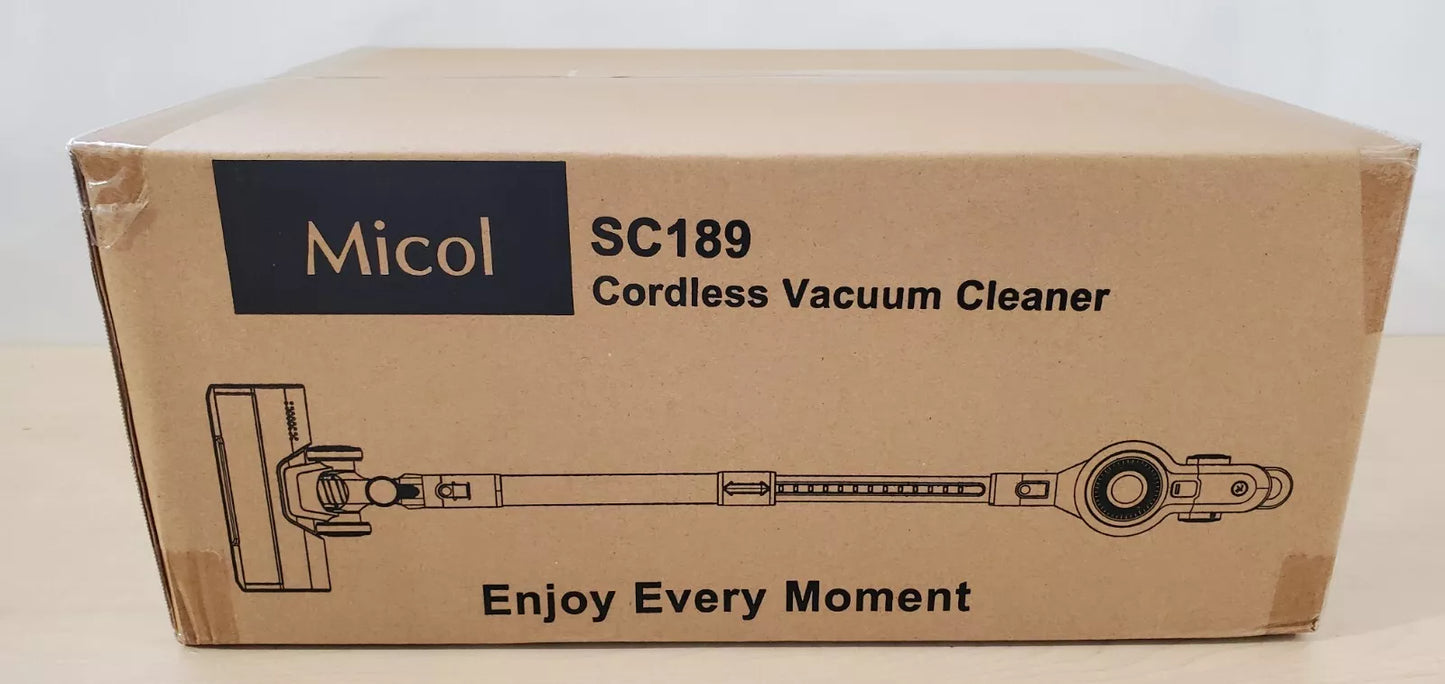 Micol
SC189
Cordless Vacuum Cleaner
Enjoy Every Moment